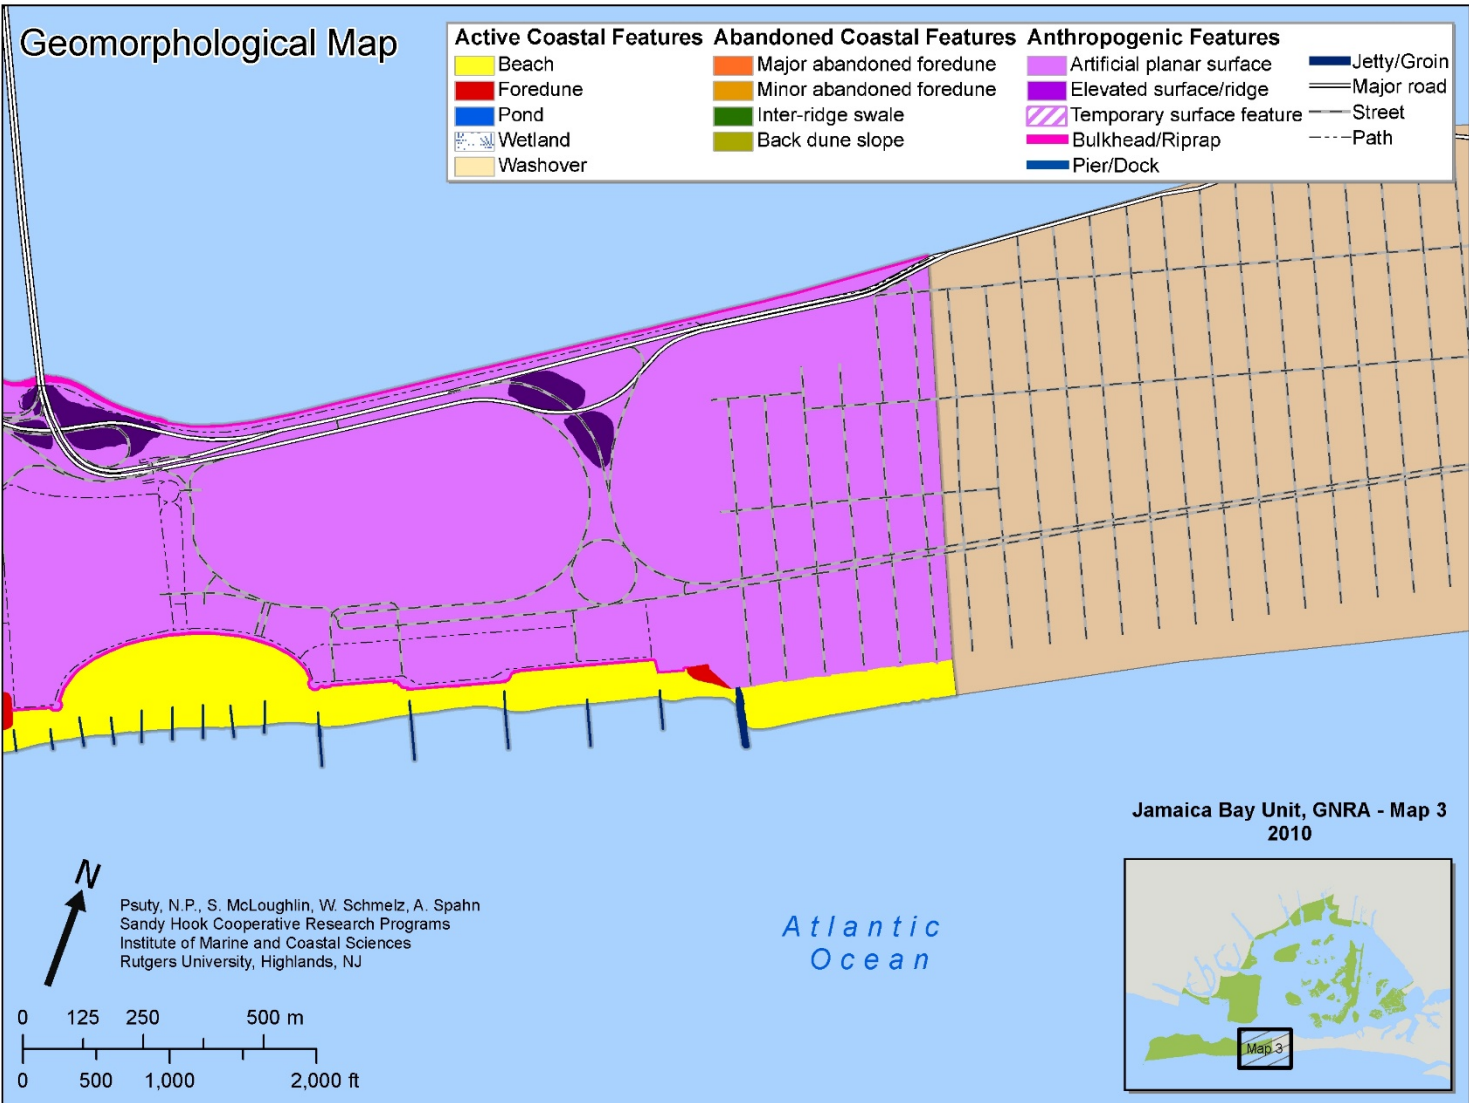 Geomorphological Map
Active Coastal Features
Beach
Foredune
Pond
Wetland
Washover
Abandoned Coastal Features
Major abandoned foredune
Minor abandoned foredune
Inter-ridge swale
Back dune slope
Anthropogenic Features
Artificial planar surface
Elevated surface/ridge
Temporary surface feature
Bulkhead/Riprap
Pier/Dock
Jetty/Groin
Major road
Street
Path
N
Psuty, N.P., S. McLoughlin, W. Schmelz, A. Spahn
Sandy Hook Cooperative Research Programs
Institute of Marine and Coastal Sciences
Rutgers University, Highlands, NJ
0 125 250 500 m
0 500 1,000 2,000 ft
Atlantic
Ocean
Jamaica Bay Unit, GNRA - Map 3
2010
Map 3